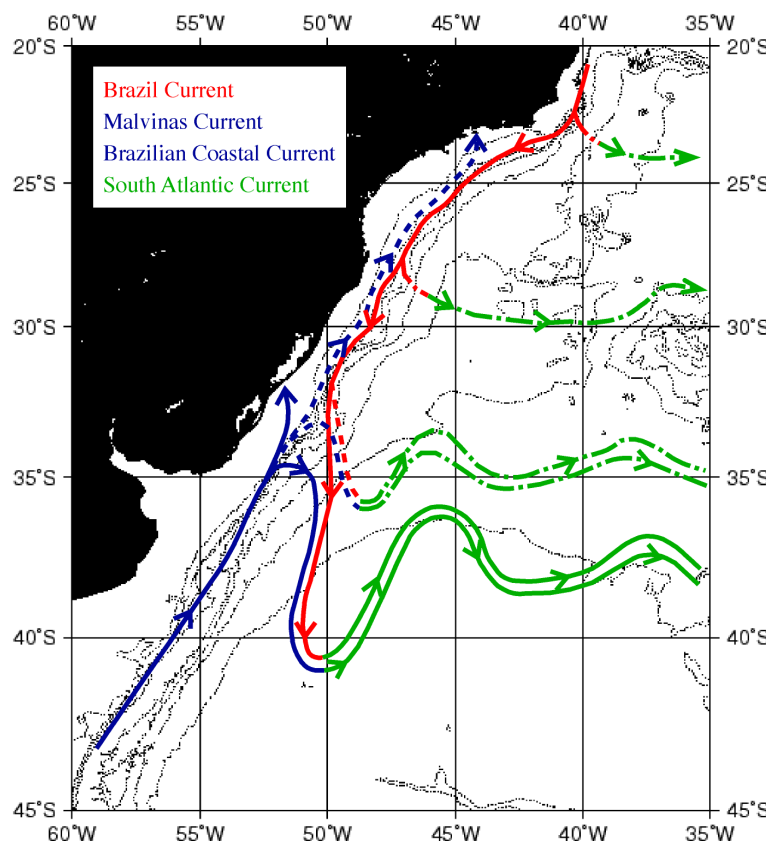 60°W 55°W 50°W 45°W 40°W 35°W
20°S 20°S
Brazil Current
Malvinas Current
Brazilian Coastal Current
South Atlantic Current
25°S 25°S
30°S 30°S
35°S 35°S
40°S 40°S
45°S 45°S
60°W 55°W 50°W 45°W 40°W 35°W